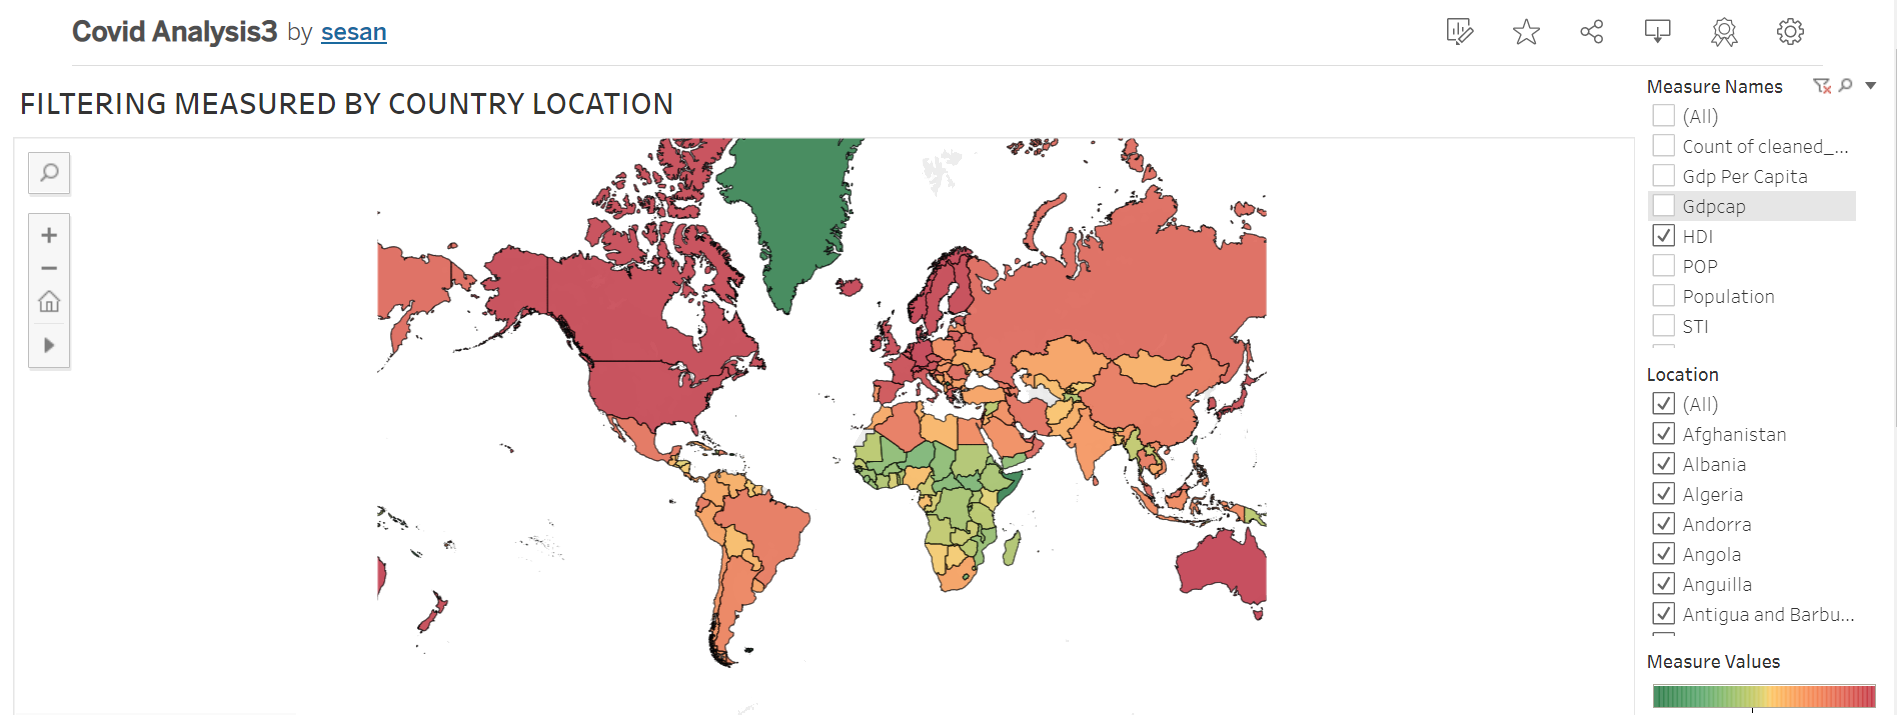 Covid Analysis3 by sesan
FILTERING MEASURED BY COUNTRY LOCATION
Measure Names
(All)
Count of cleaned_...
Gdp Per Capita
Gdpcap
HDI
POP
Population
STI
Location
(All)
Afghanistan
Albania
Algeria
Andorra
Angola
Anguilla
Antigua and Barbu...
Measure Values